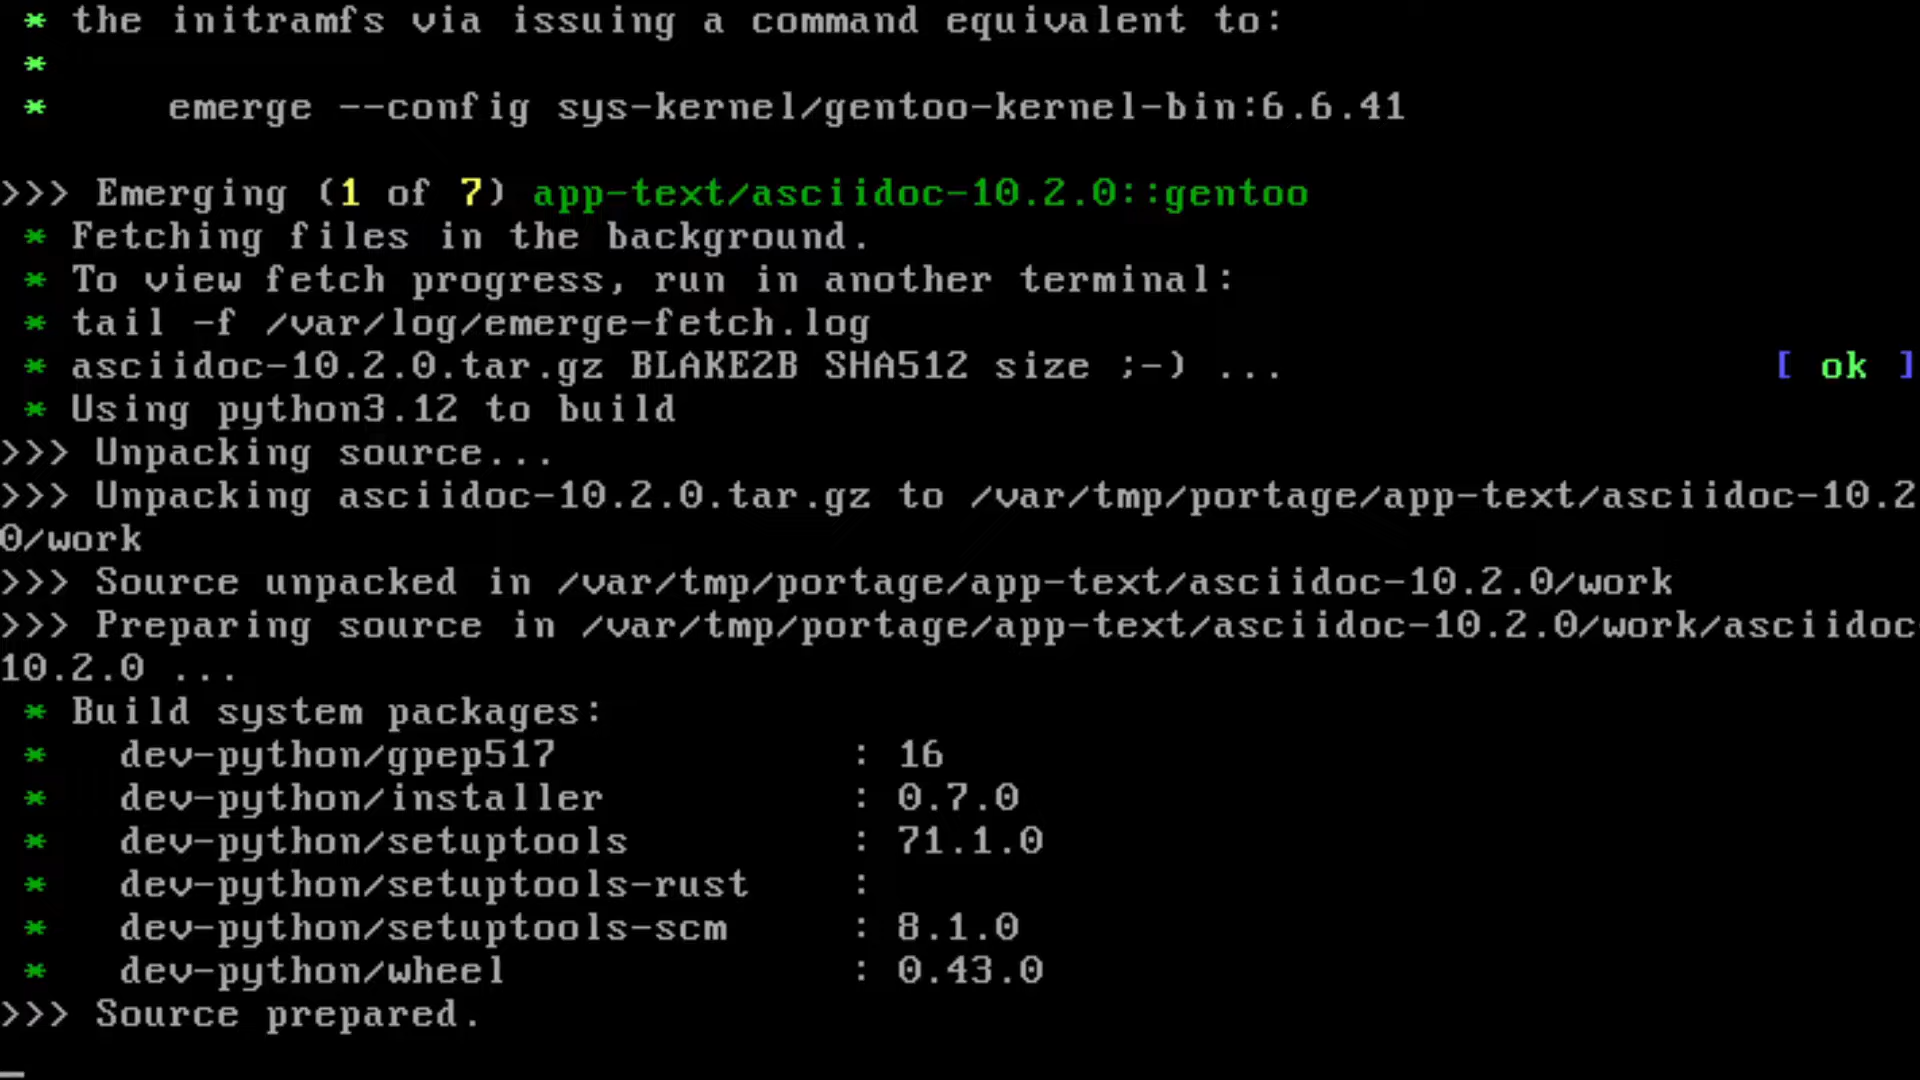 * the initramfs via issuing a command equivalent to:
*
*     emerge --config sys-kernel/gentoo-kernel-bin:6.6.41
>>> Emerging (1 of 7) app-text/asciidoc-10.2.0::gentoo
* Fetching files in the background.
* To view fetch progress, run in another terminal:
* tail -f /var/log/emerge-fetch.log
* asciidoc-10.2.0.tar.gz BLAKE2B SHA512 size ;-) ... [ ok ]
* Using python3.12 to build
>>> Unpacking source...
>>> Unpacking asciidoc-10.2.0.tar.gz to /var/tmp/portage/app-text/asciidoc-10.2
0/work
>>> Source unpacked in /var/tmp/portage/app-text/asciidoc-10.2.0/work
>>> Preparing source in /var/tmp/portage/app-text/asciidoc-10.2.0/work/asciidoc
10.2.0 ...
* Build system packages:
*   dev-python/gpep517 : 16
*   dev-python/installer : 0.7.0
*   dev-python/setuptools : 71.1.0
*   dev-python/setuptools-rust :
*   dev-python/setuptools-scm : 8.1.0
*   dev-python/wheel : 0.43.0
>>> Source prepared.